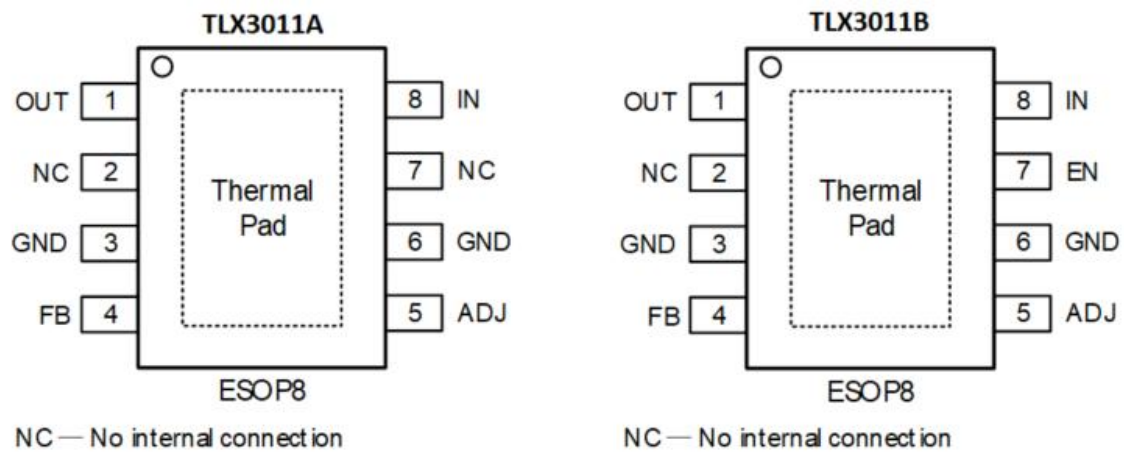 TLX3011A
OUT 1 8 IN
NC 2 7 NC
GND 3 6 GND
FB 4 5 ADJ
Thermal
Pad
ESOP8
NC — No internal connection
TLX3011B
OUT 1 8 IN
NC 2 7 EN
GND 3 6 GND
FB 4 5 ADJ
Thermal
Pad
ESOP8
NC — No internal connection